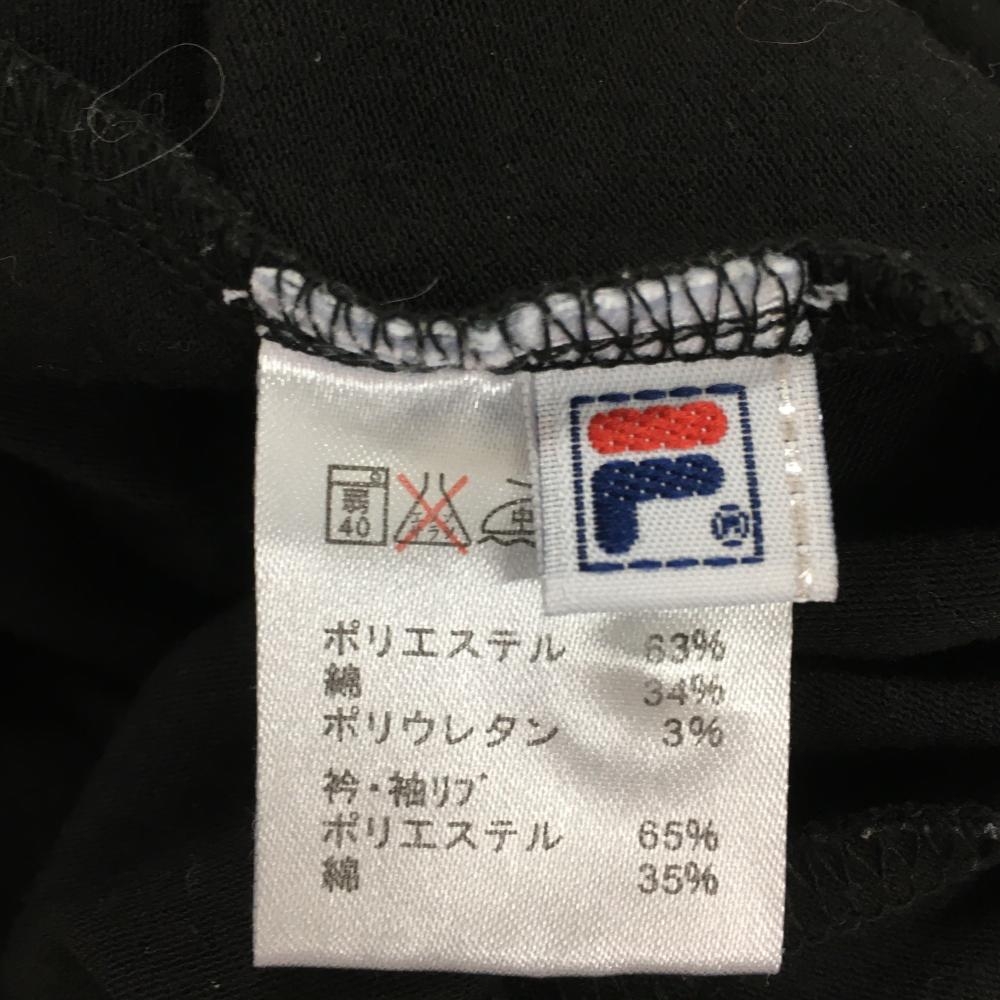 弱
40
中
F
®
ポリエステル 63%
綿 34%
ポリウレタン 3%
衿・袖リブ
ポリエステル 65%
綿 35%